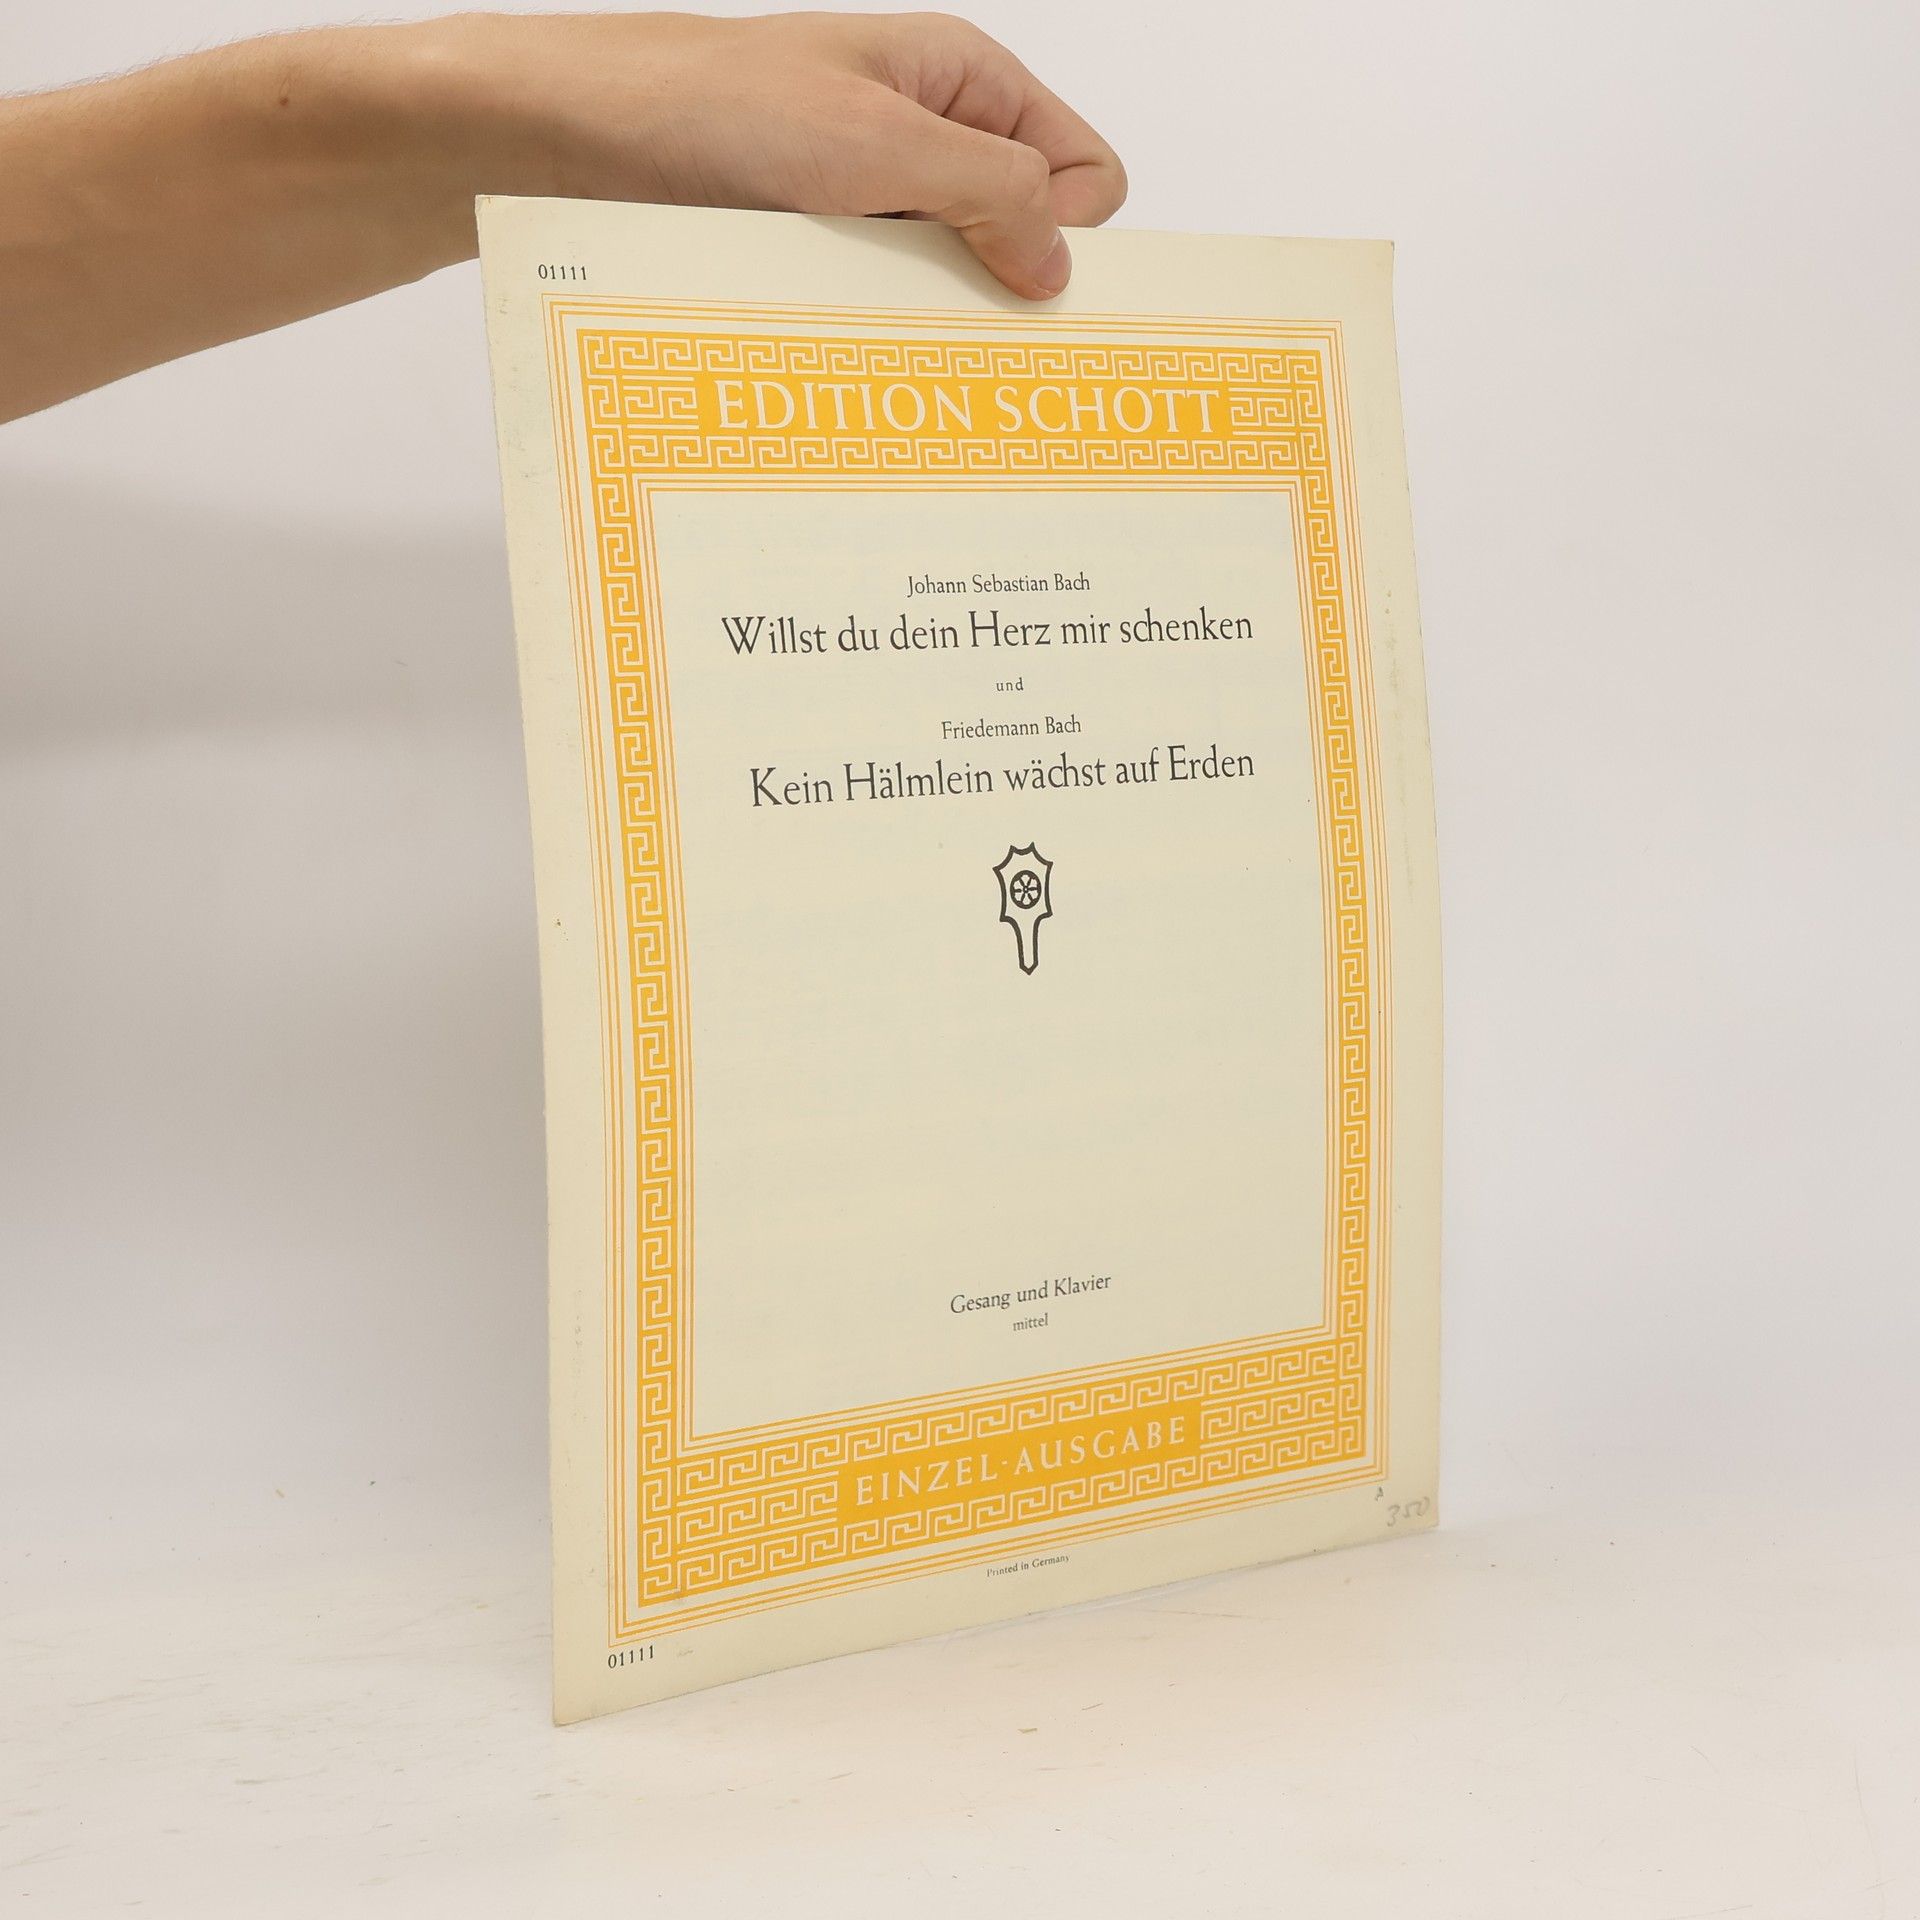 01111
EDITION SCHOTT
Johann Sebastian Bach
Willst du dein Herz mir schenken
und
Friedemann Bach
Kein Hälmlein wächst auf Erden
Gesang und Klavier
mittel
EINZEL-AUSGABE
350
Printed in Germany
01111